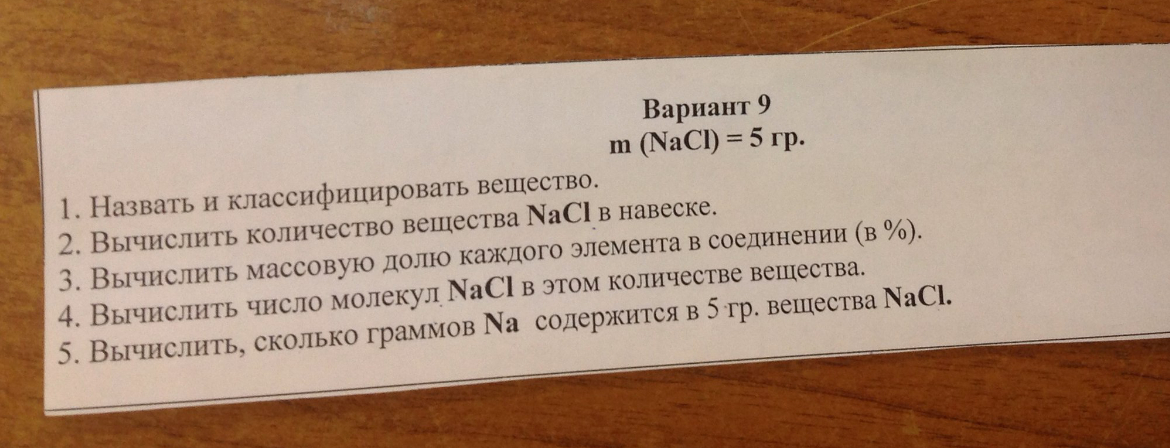 Вариант 9
m (NaCl) = 5 гр.
1. Назвать и классифицировать вещество.
2. Вычислить количество вещества NaCl в навеске.
3. Вычислить массовую долю каждого элемента в соединении (в %).
4. Вычислить число молекул NaCl в этом количестве вещества.
5. Вычислить, сколько граммов Na содержится в 5 гр. вещества NaCl.